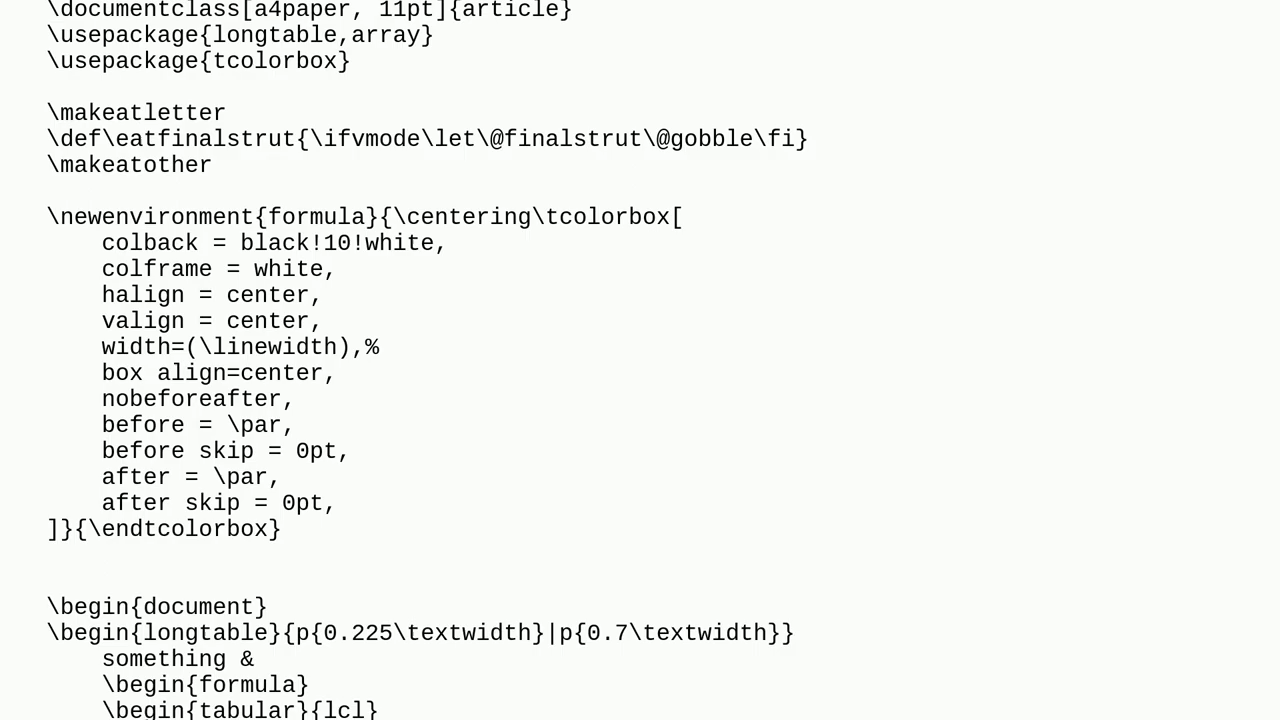 \documentclass[a4paper, 11pt]{article}
\usepackage{longtable,array}
\usepackage{tcolorbox}
\makeatletter
\def\eatfinalstrut{\ifvmode\let\@finalstrut\@gobble\fi}
\makeatother
\newenvironment{formula}{\centering\tcolorbox[
    colback = black!10!white,
    colframe = white,
    halign = center,
    valign = center,
    width=(\linewidth),%
    box align=center,
    nobeforeafter,
    before = \par,
    before skip = 0pt,
    after = \par,
    after skip = 0pt,
]}{\endtcolorbox}
\begin{document}
\begin{longtable}{p{0.225\textwidth}|p{0.7\textwidth}}
    something &
    \begin{formula}
    \begin{tabular}{lcl}